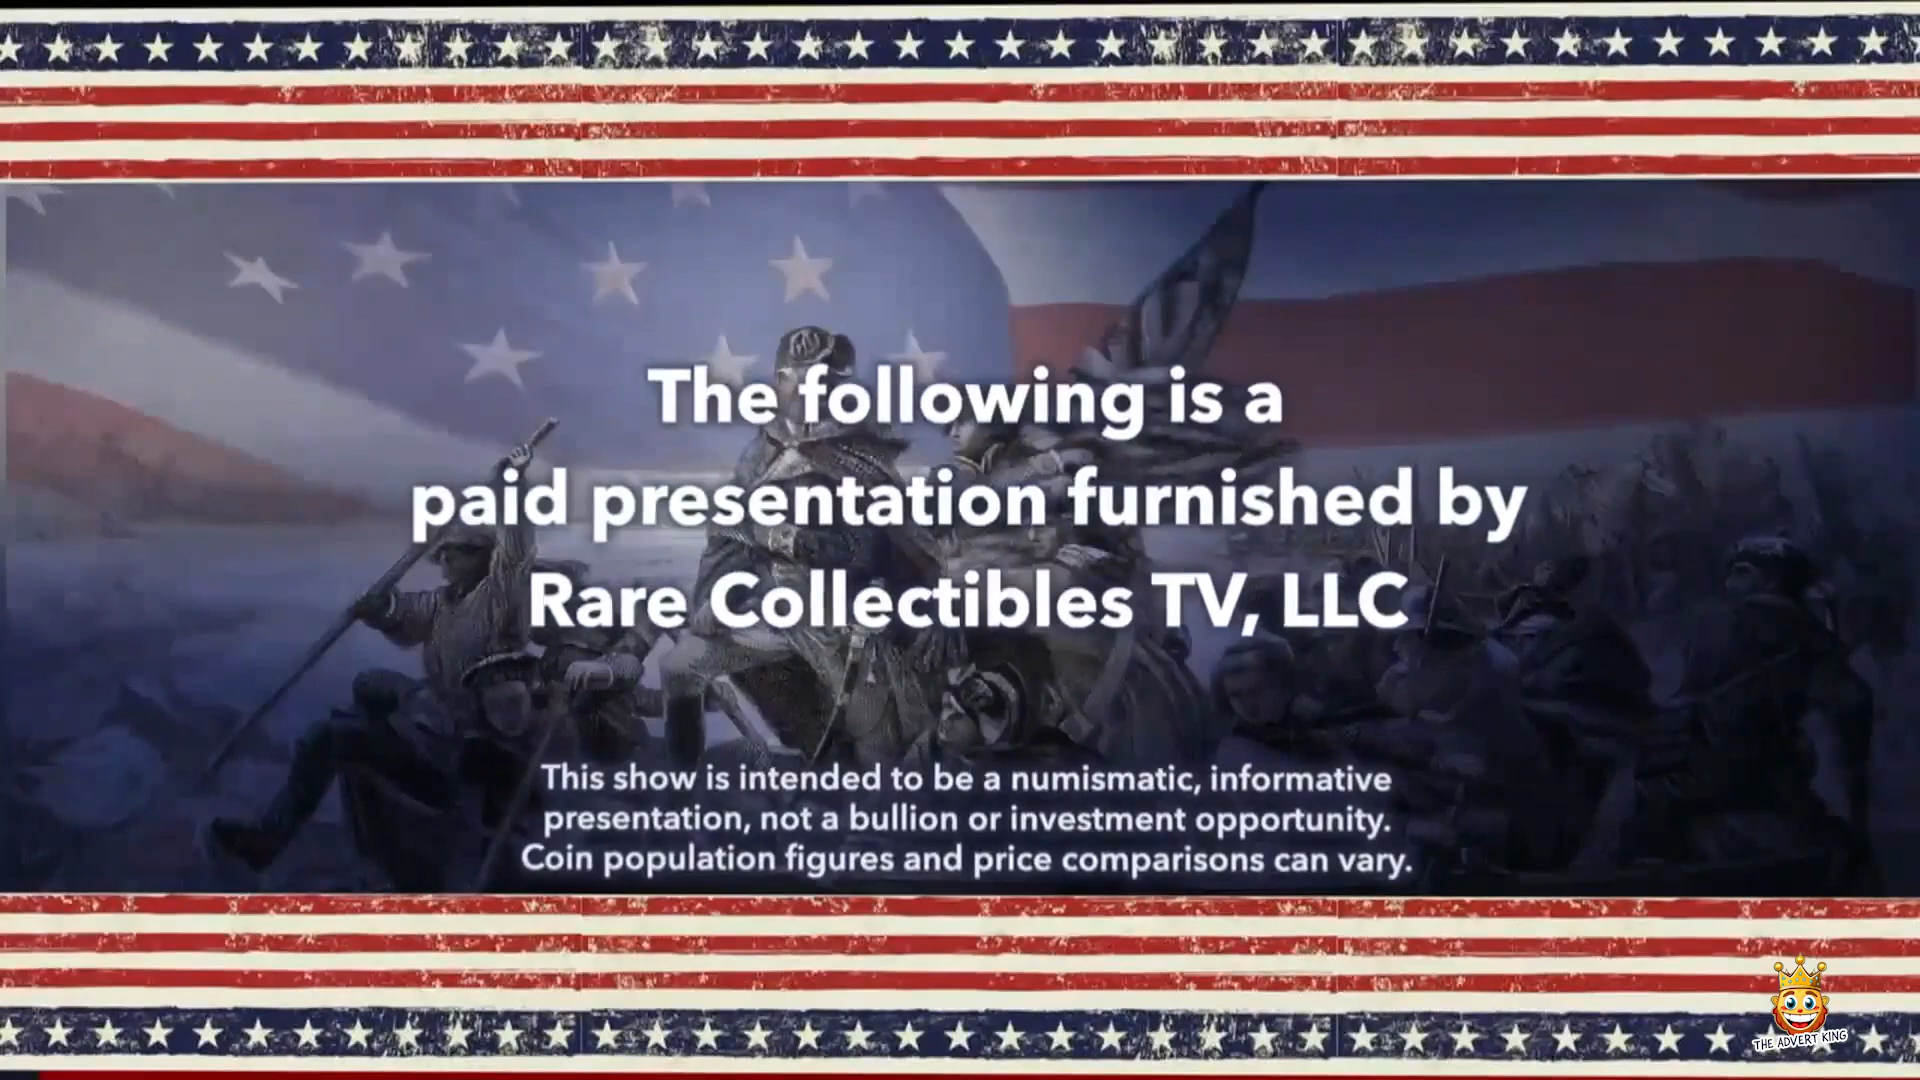 The following is a
paid presentation furnished by
Rare Collectibles TV, LLC
This show is intended to be a numismatic, informative
presentation, not a bullion or investment opportunity.
Coin population figures and price comparisons can vary.
THE ADVERT KING